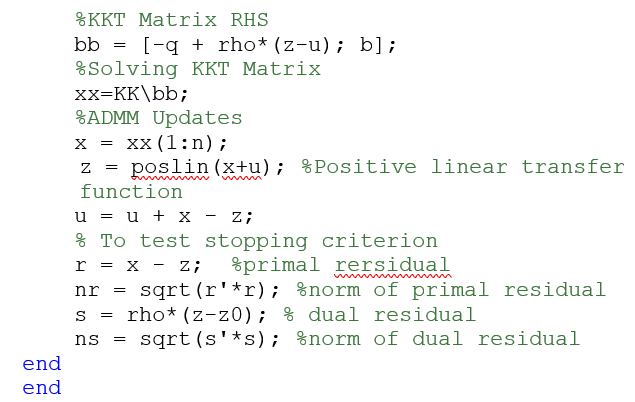 %KKT Matrix RHS
bb = [-q + rho*(z-u); b];
%Solving KKT Matrix
xx=KK\bb;
%ADMM Updates
x = xx(1:n);
z = poslin(x+u); %Positive linear transfer
function
u = u + x - z;
% To test stopping criterion
r = x - z;  %primal rersidual
nr = sqrt(r'*r); %norm of primal residual
s = rho*(z-z0); % dual residual
ns = sqrt(s'*s); %norm of dual residual
end
end